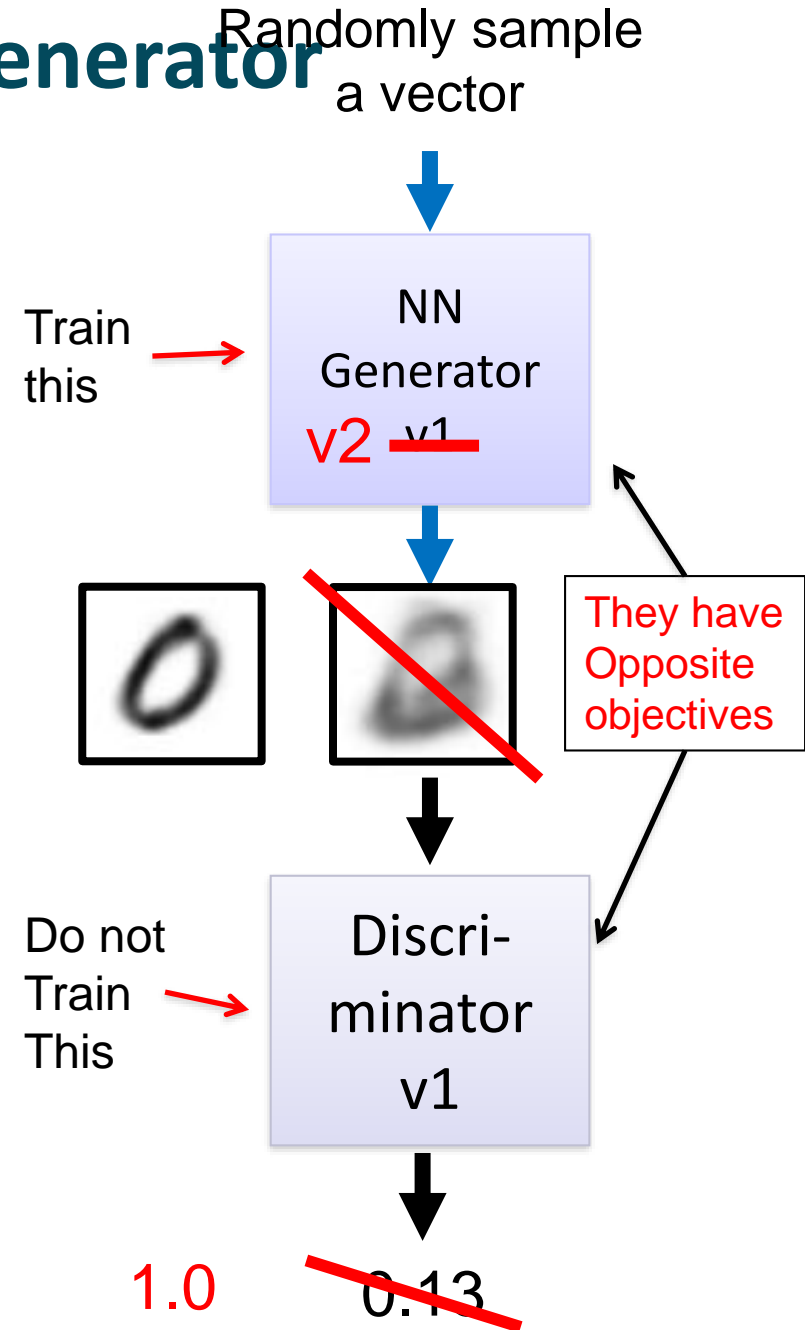 enerator
Randomly sample
a vector
NN
Generator
v2 v1
Train
this
They have
Opposite
objectives
Discri-
minator
v1
Do not
Train
This
1.0 0.13